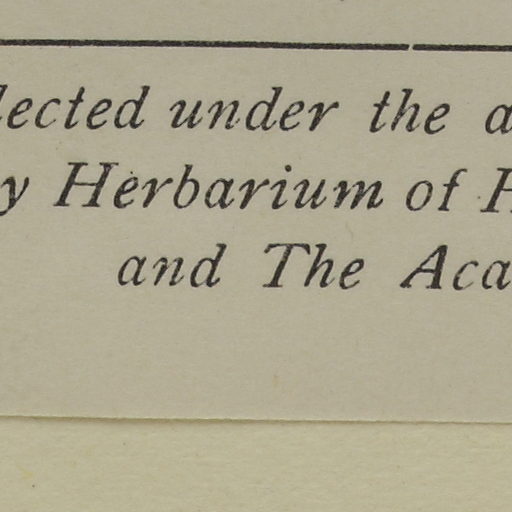 lected under the a
y Herbarium of H
and The Aca